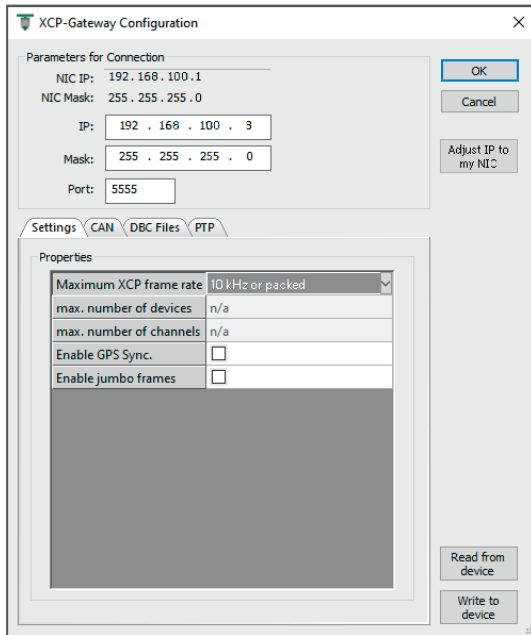 XCP-Gateway Configuration
Parameters for Connection
NIC IP: 192.168.100.1
NIC Mask: 255.255.255.0
IP: 192 . 168 . 100 . 3
Mask: 255 . 255 . 255 . 0
Port: 5555
OK
Cancel
Adjust IP to
my NIC
Settings CAN DBC Files PTP
Properties
Maximum XCP frame rate 10 kHz or packed
max. number of devices n/a
max. number of channels n/a
Enable GPS Sync.
Enable jumbo frames
Read from
device
Write to
device